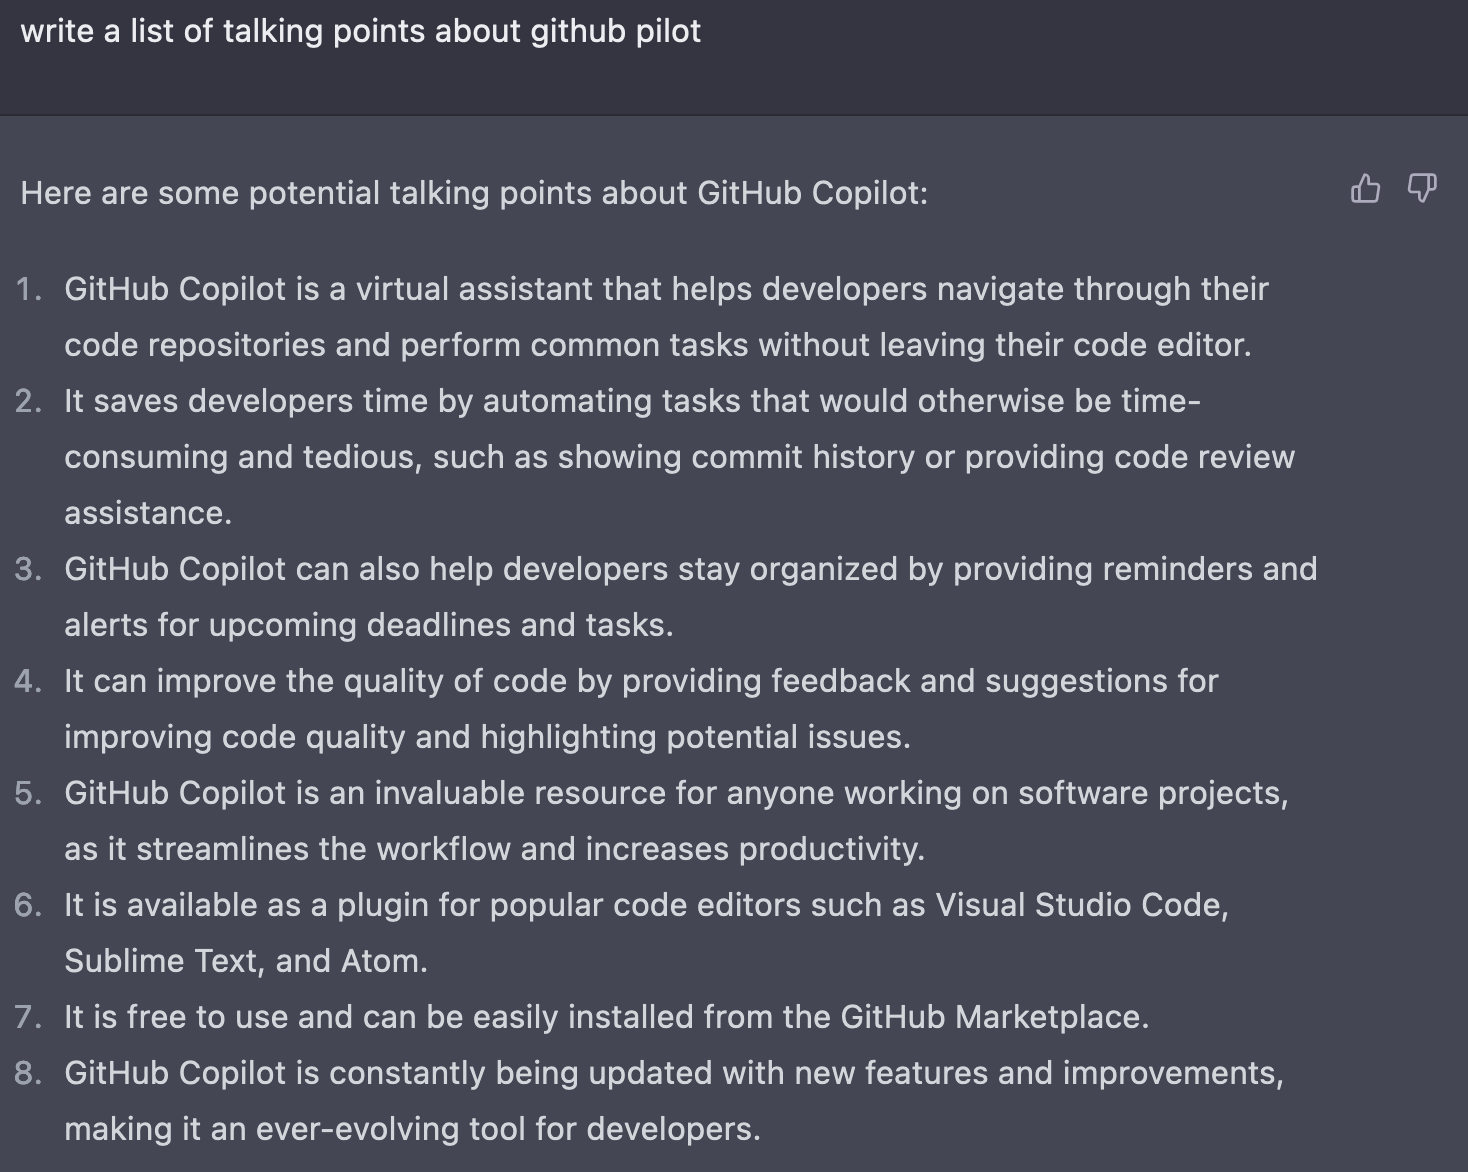 write a list of talking points about github pilot
Here are some potential talking points about GitHub Copilot:
1. GitHub Copilot is a virtual assistant that helps developers navigate through their
code repositories and perform common tasks without leaving their code editor.
2. It saves developers time by automating tasks that would otherwise be time-
consuming and tedious, such as showing commit history or providing code review
assistance.
3. GitHub Copilot can also help developers stay organized by providing reminders and
alerts for upcoming deadlines and tasks.
4. It can improve the quality of code by providing feedback and suggestions for
improving code quality and highlighting potential issues.
5. GitHub Copilot is an invaluable resource for anyone working on software projects,
as it streamlines the workflow and increases productivity.
6. It is available as a plugin for popular code editors such as Visual Studio Code,
Sublime Text, and Atom.
7. It is free to use and can be easily installed from the GitHub Marketplace.
8. GitHub Copilot is constantly being updated with new features and improvements,
making it an ever-evolving tool for developers.